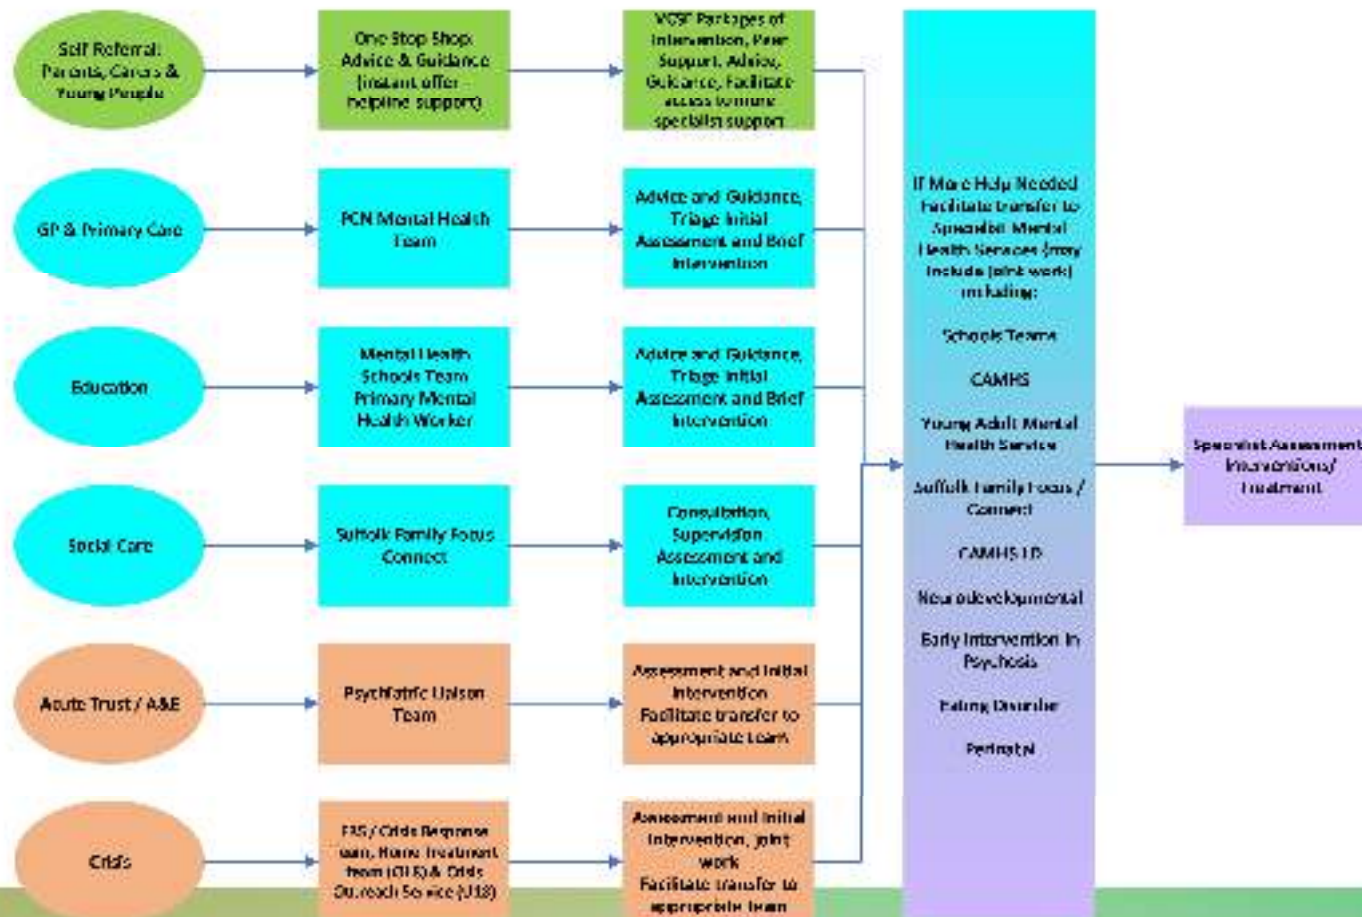 Self Referral:
Parents, Carers &
Young People
One Stop Shop:
Advice & Guidance
(instant offer
helpline support)
VCSE Packages of
Intervention, Peer
Support, Advice,
Guidance, Facilitate
access to more
specialist support
GP & Primary Care
PCN Mental Health
Team
Advice and Guidance,
Triage Initial
Assessment and Brief
Intervention
Education
Mental Health
Schools Team
Primary Mental
Health Worker
Advice and Guidance,
Triage Initial
Assessment and Brief
Intervention
Social Care
Suffolk Family Focus
Connect
Consultation,
Supervision
Assessment and
Intervention
Acute Trust / A&E
Psychiatric Liaison
Team
Assessment and Initial
Intervention
Facilitate transfer to
appropriate team
Crisis
/ Crisis Response
Team, Home Treatment
Team & Crisis
Outreach Service (U18)
Assessment and Initial
Intervention, joint
work
Facilitate transfer to
appropriate team
If More Help Needed
Facilitate transfer to
Specialist Mental
Health Services (may
include joint work)
including:
Schools Teams
CAMHS
Young Adult Mental
Health Service
Suffolk Family Focus /
Connect
CAMHS LD
Neurodevelopmental
Early Intervention in
Psychosis
Eating Disorder
Perinatal
Specialist Assessment
Interventions/
Treatment